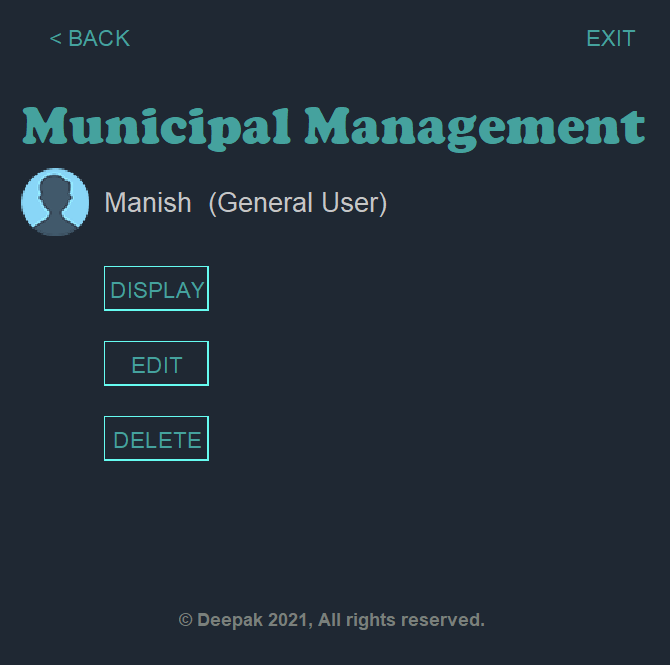 < BACK
EXIT
Municipal Management
Manish (General User)
DISPLAY
EDIT
DELETE
© Deepak 2021, All rights reserved.